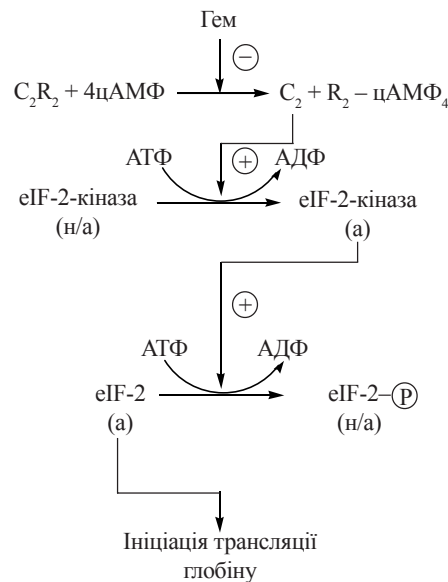 Гем
−
C₂R₂ + 4цАМФ C₂ + R₂ – цАМФ₄
АТФ + АДФ
eIF-2-кіназа eIF-2-кіназа
(н/а) (а)
+
АТФ АДФ
eIF-2 eIF-2–Ⓟ
(а) (н/а)
Ініціація трансляції
глобіну